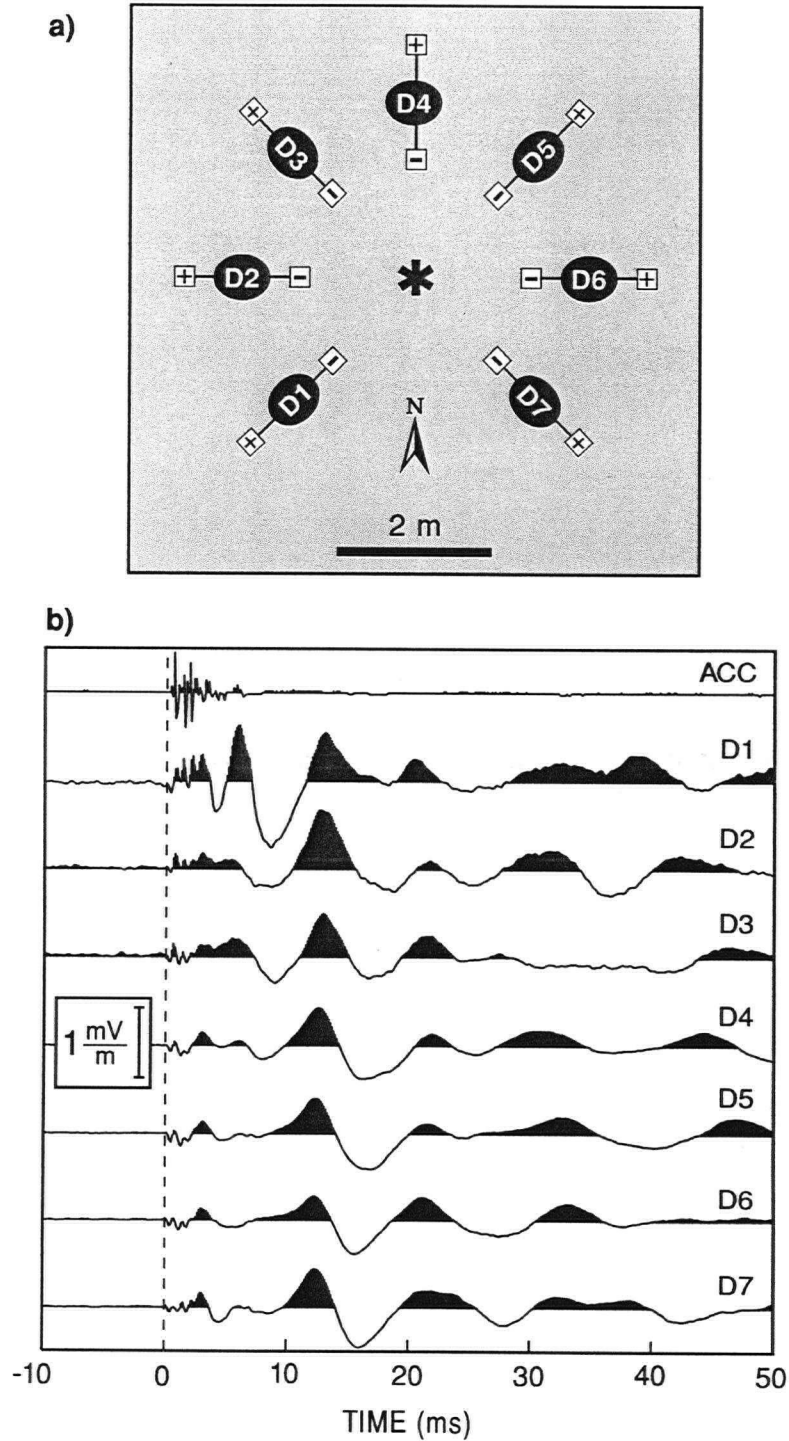 a)
+
D4
−
+
D3
−
+
D5
−
+ D2 −
*
− D6 +
−
D1
+
−
D7
+
N
2 m
b)
ACC
D1
D2
D3
1 mV/m
D4
D5
D6
D7
-10 0 10 20 30 40 50
TIME (ms)